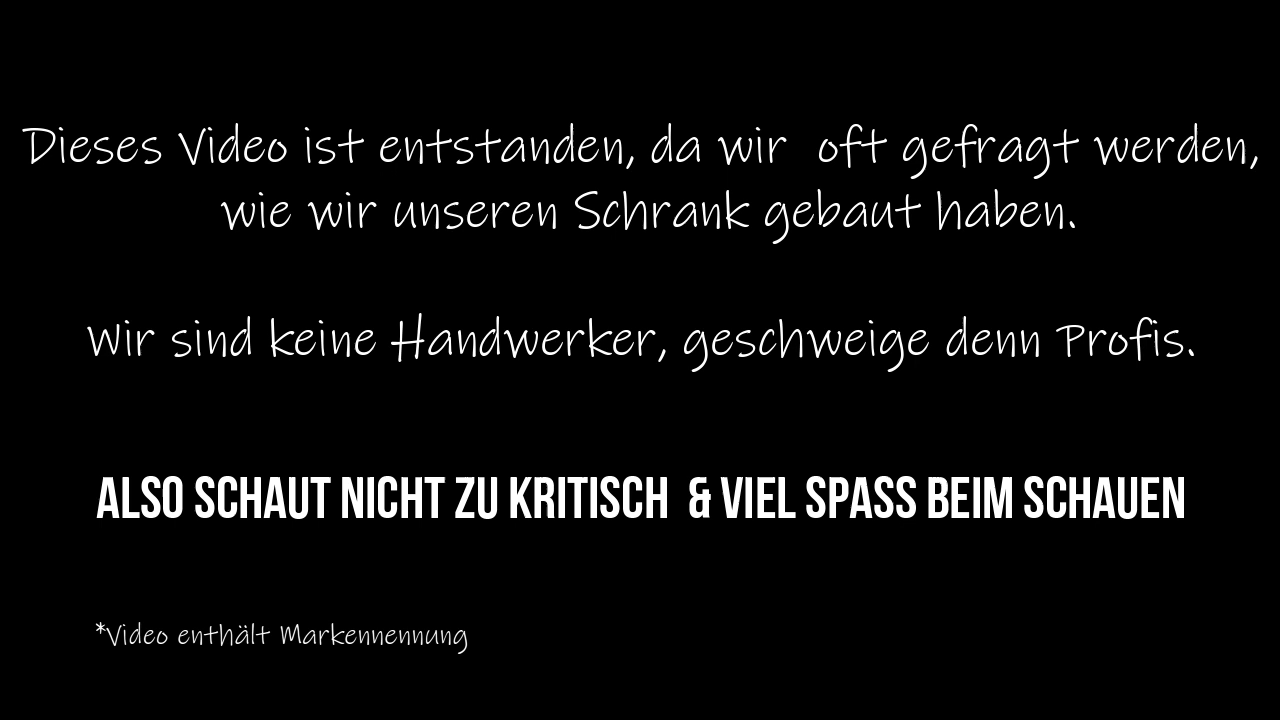 Dieses Video ist entstanden, da wir  oft gefragt werden,
wie wir unseren Schrank gebaut haben.
Wir sind keine Handwerker, geschweige denn Profis.
ALSO SCHAUT NICHT ZU KRITISCH  & VIEL SPASS BEIM SCHAUEN
*Video enthält Markennennung